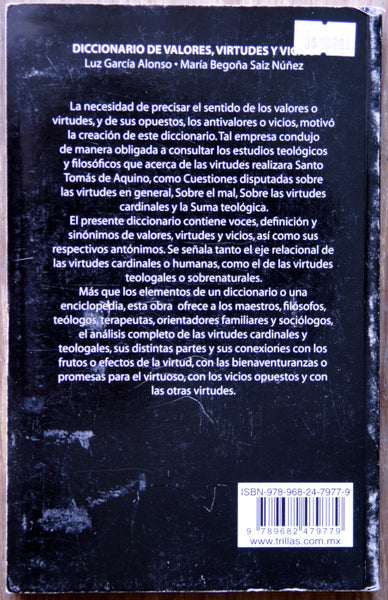 DICCIONARIO DE VALORES, VIRTUDES Y VICIOS
Luz García Alonso • María Begoña Saiz Núñez
La necesidad de precisar el sentido de los valores o
virtudes, y de sus opuestos, los antivalores o vicios, motivó
la creación de este diccionario. Tal empresa condujo
de manera obligada a consultar los estudios teológicos
y filosóficos que acerca de las virtudes realizara Santo
Tomás de Aquino, como Cuestiones disputadas sobre
las virtudes en general, Sobre el mal, Sobre las virtudes
cardinales y la Suma teológica.
El presente diccionario contiene voces, definición y
sinónimos de valores, virtudes y vicios, así como sus
respectivos antónimos. Se señala tanto el eje relacional de
las virtudes cardinales o humanas, como el de las virtudes
teologales o sobrenaturales.
Más que los elementos de un diccionario o una
enciclopedia, esta obra ofrece a los maestros, filósofos,
teólogos, terapeutas, orientadores familiares y sociólogos,
el análisis completo de las virtudes cardinales y
teologales, sus distintas partes y sus conexiones con los
frutos o efectos de la virtud, con las bienaventuranzas o
promesas para el virtuoso, con los vicios opuestos y con
las otras virtudes.
ISBN-978-968-24-7977-9
9 789682 479779
www.trillas.com.mx